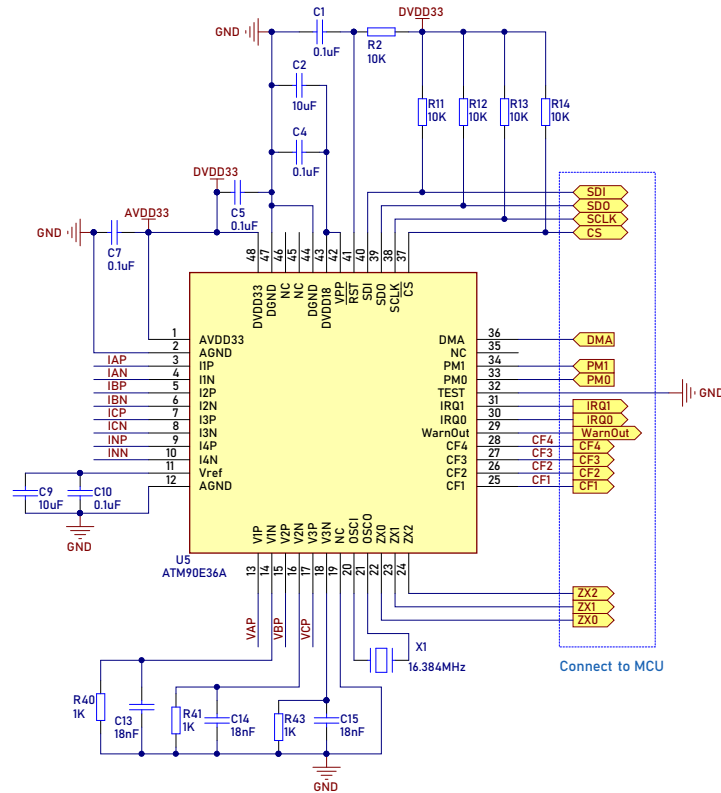 C1
GND
0.1uF
R2
10K
DVDD33
C2
10uF
C4
0.1uF
R11
10K
R12
10K
R13
10K
R14
10K
DVDD33
C5
0.1uF
AVDD33
GND
C7
0.1uF
SDI
SDO
SCLK
CS
48
47
46
45
44
43
42
41
40
39
38
37
DVDD33
DGND
NC
NC
DGND
DVDD18
VPP
RST
SDI
SDO
SCLK
CS
1 AVDD33
2 AGND
IAP 3 I1P
IAN 4 I1N
IBP 5 I2P
IBN 6 I2N
ICP 7 I3P
ICN 8 I3N
INP 9 I4P
INN 10 I4N
11 Vref
12 AGND
DMA 36 DMA
NC 35
PM1 34 PM1
PM0 33 PM0
TEST 32 GND
IRQ1 31 IRQ1
IRQ0 30 IRQ0
WarnOut 29 WarnOut
CF4 28 CF4 CF4
CF3 27 CF3 CF3
CF2 26 CF2 CF2
CF1 25 CF1 CF1
C9
10uF
C10
0.1uF
GND
V1P
V1N
V2P
V2N
V3P
V3N
NC
OSCI
OSCO
ZX0
ZX1
ZX2
U5
ATM90E36A
13
14
15
16
17
18
19
20
21
22
23
24
VAP
VBP
VCP
ZX2
ZX1
ZX0
X1
16.384MHz
Connect to MCU
R40
1K
C13
18nF
R41
1K
C14
18nF
R43
1K
C15
18nF
GND